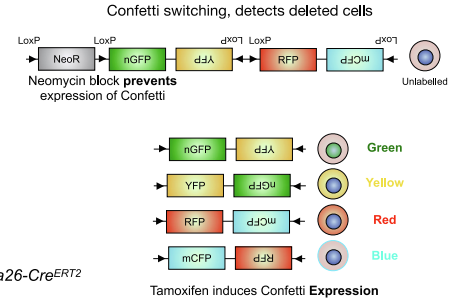 Confetti switching, detects deleted cells
LoxP LoxP LoxP LoxP LoxP
NeoR nGFP YFP RFP mCFP
Neomycin block prevents
expression of Confetti
Unlabelled
nGFP YFP Green
YFP nGFP Yellow
RFP mCFP Red
mCFP RFP Blue
a26-CreERT2
Tamoxifen induces Confetti Expression